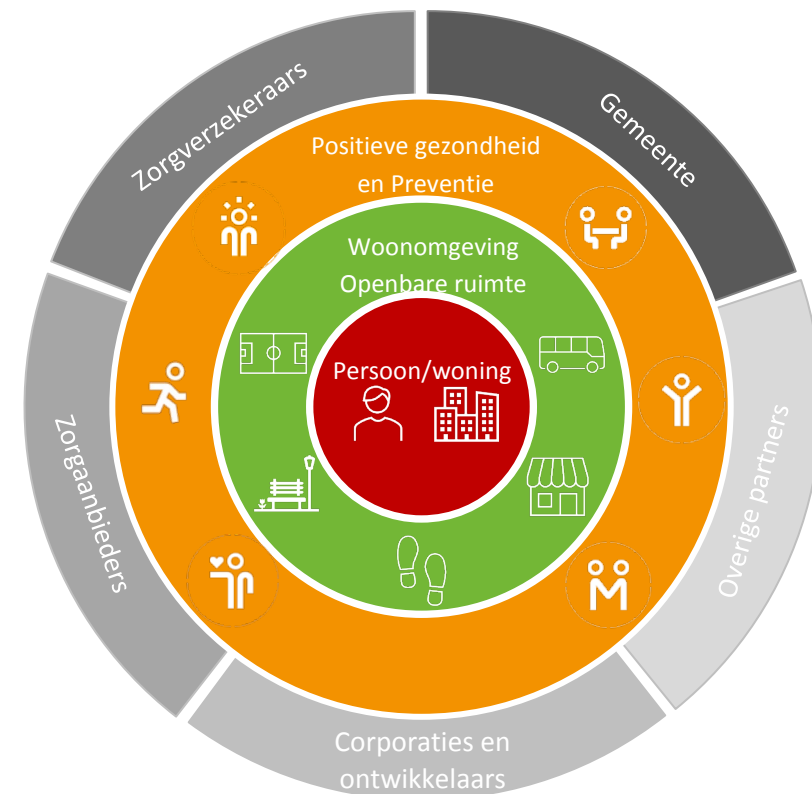 Zorgverzekeraars
Gemeente
Positieve gezondheid
en Preventie
Woonomgeving
Openbare ruimte
Persoon/woning
Zorgaanbieders
Overige partners
Corporaties en
ontwikkelaars